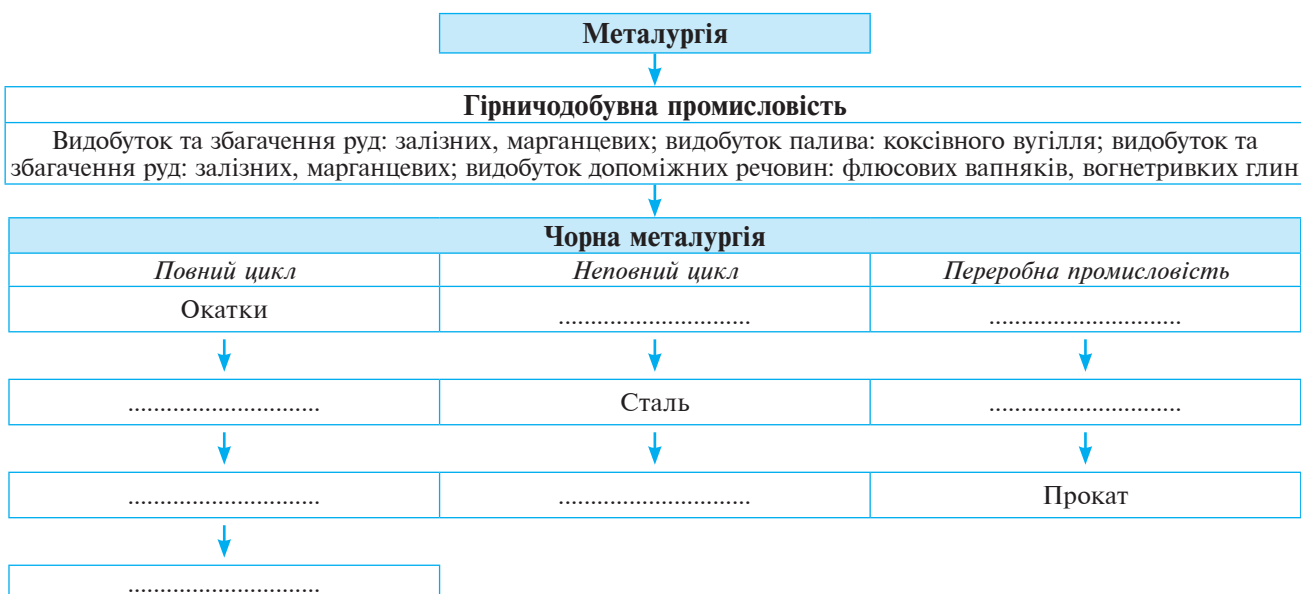 Металургія
Гірничодобувна промисловість
Видобуток та збагачення руд: залізних, марганцевих; видобуток палива: коксівного вугілля; видобуток та
збагачення руд: залізних, марганцевих; видобуток допоміжних речовин: флюсових вапняків, вогнетривких глин
Чорна металургія
Повний цикл Неповний цикл Переробна промисловість
Окатки .............................. ..............................
.............................. Сталь ..............................
.............................. .............................. Прокат
..............................